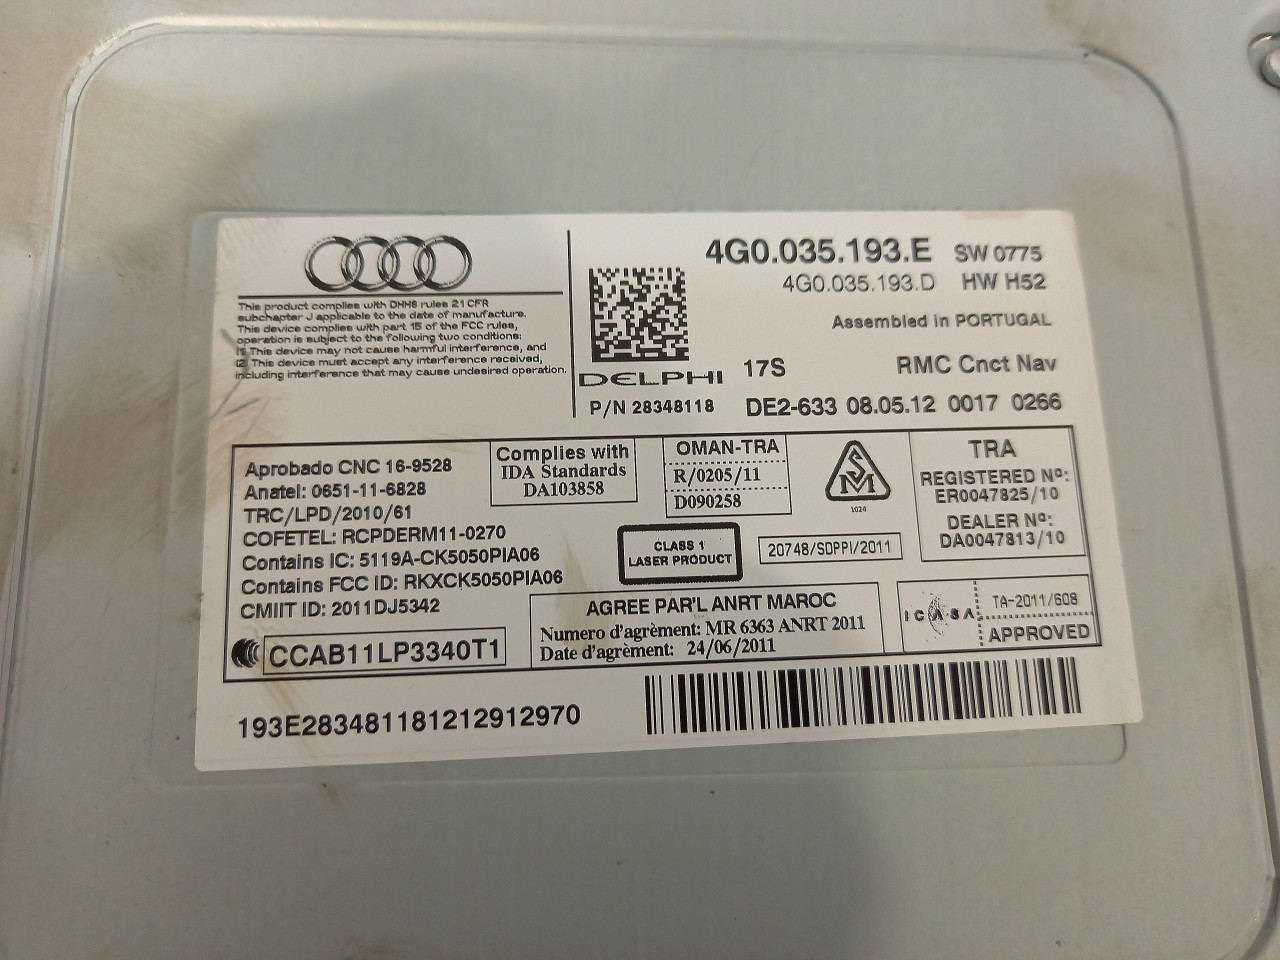 4G0.035.193.E SW 0775
4G0.035.193.D HW H52
Assembled in PORTUGAL
This product complies with DHHS rules 21 CFR
subchapter J applicable to the date of manufacture.
This device complies with part 15 of the FCC rules,
operation is subject to the following two conditions:
(1) This device may not cause harmful interference, and
(2) This device must accept any interference received,
including interference that may cause undesired operation.
DELPHI 17S RMC Cnct Nav
P/N 28348118 DE2-633 08.05.12 0017 0266
Aprobado CNC 16-9528
Anatel: 0651-11-6828
TRC/LPD/2010/61
COFETEL: RCPDERM11-0270
Contains IC: 5119A-CK5050PIA06
Contains FCC ID: RKXCK5050PIA06
CMIIT ID: 2011DJ5342
CCAB11LP3340T1
Complies with
IDA Standards
DA103858
OMAN-TRA
R/0205/11
D090258
1024
TRA
REGISTERED Nº:
ER0047825/10
DEALER Nº:
DA0047813/10
CLASS 1
LASER PRODUCT
20748/SDPPI/2011
AGREE PAR'L ANRT MAROC
Numero d'agrèment: MR 6363 ANRT 2011
Date d'agrèment: 24/06/2011
ICASA
TA-2011/608
APPROVED
193E283481181212912970